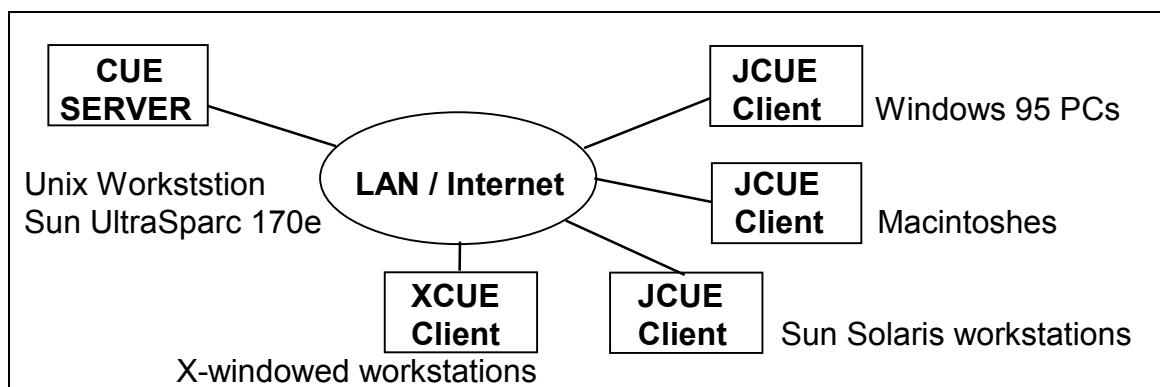 CUE
SERVER
Unix Workststion
Sun UltraSparc 170e
LAN / Internet
JCUE
Client
Windows 95 PCs
JCUE
Client
Macintoshes
JCUE
Client
Sun Solaris workstations
XCUE
Client
X-windowed workstations